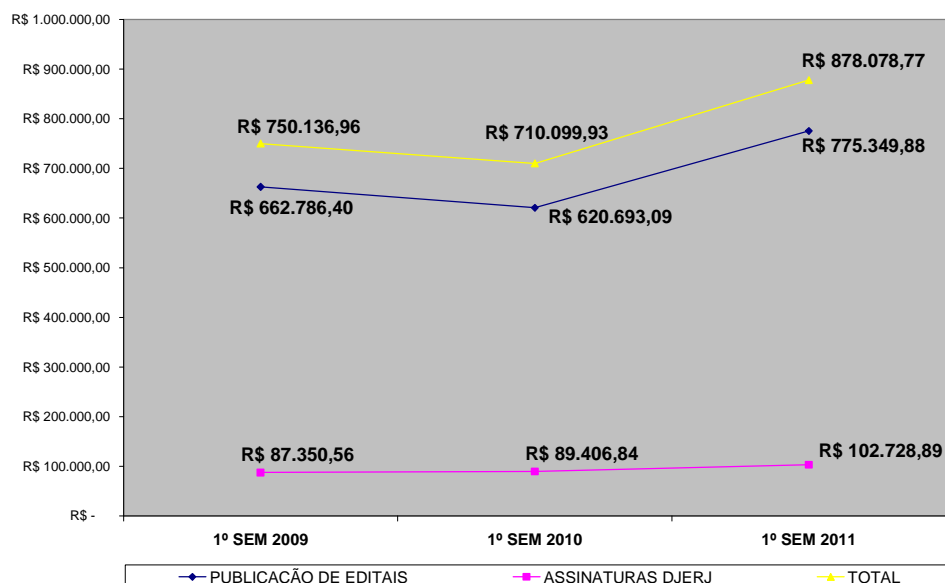 R$ 1.000.000,00
R$ 900.000,00
R$ 800.000,00
R$ 700.000,00
R$ 600.000,00
R$ 500.000,00
R$ 400.000,00
R$ 300.000,00
R$ 200.000,00
R$ 100.000,00
R$ -
R$ 750.136,96
R$ 710.099,93
R$ 878.078,77
R$ 662.786,40
R$ 620.693,09
R$ 775.349,88
R$ 87.350,56
R$ 89.406,84
R$ 102.728,89
1º SEM 2009
1º SEM 2010
1º SEM 2011
PUBLICAÇÃO DE EDITAIS
ASSINATURAS DJERJ
TOTAL